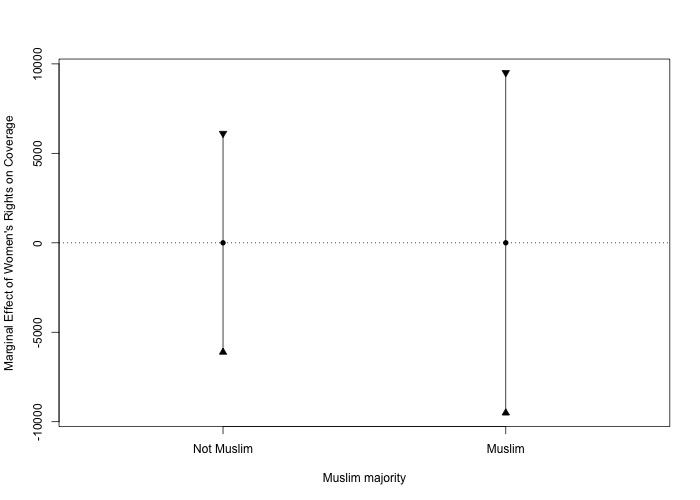 Marginal Effect of Women's Rights on Coverage
10000
5000
0
-5000
-10000
Not Muslim
Muslim
Muslim majority